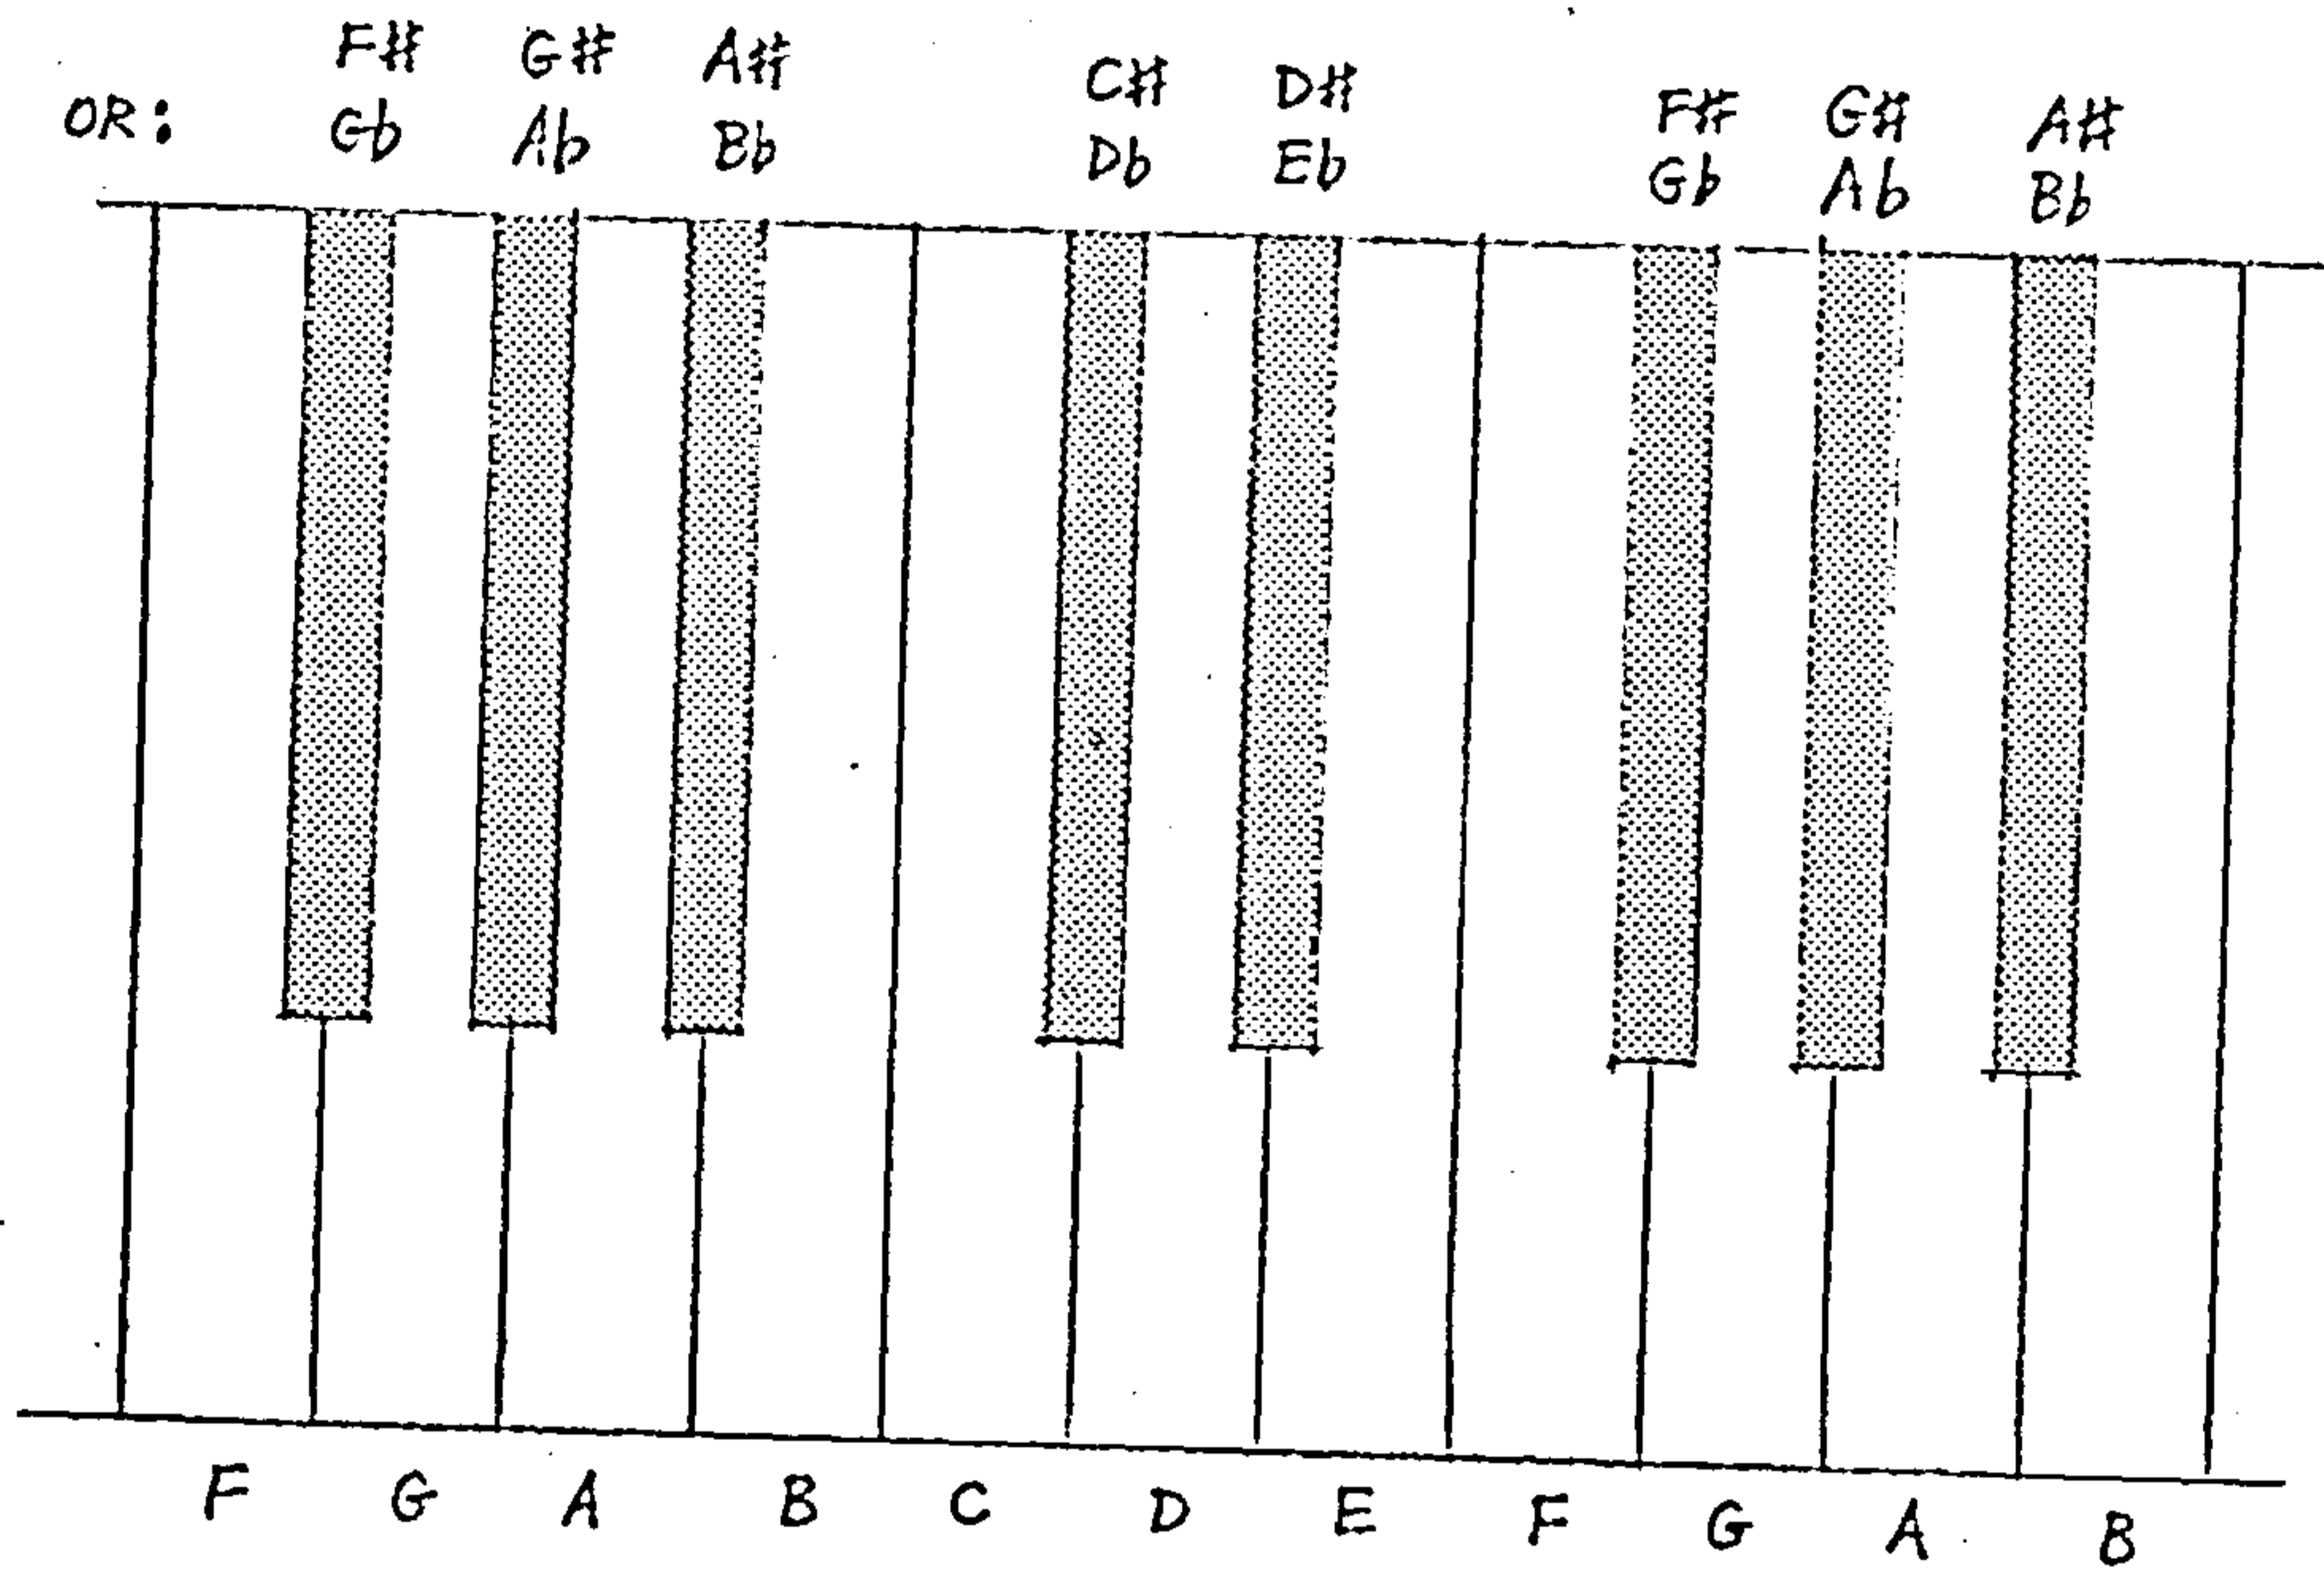 F# G# A# C# D# F# G# A#
OR: Gb Ab Bb Db Eb Gb Ab Bb
F G A B C D E F G A B